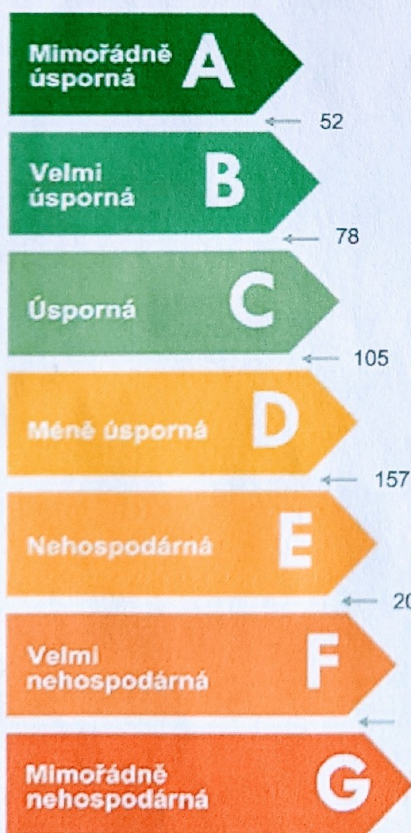 Mimořádně
úsporná
A
52
Velmi
úsporná
B
78
Úsporná
C
105
Méně úsporná
D
157
Nehospodárná
E
Velmi
nehospodárná
F
Mimořádně
nehospodárná
G